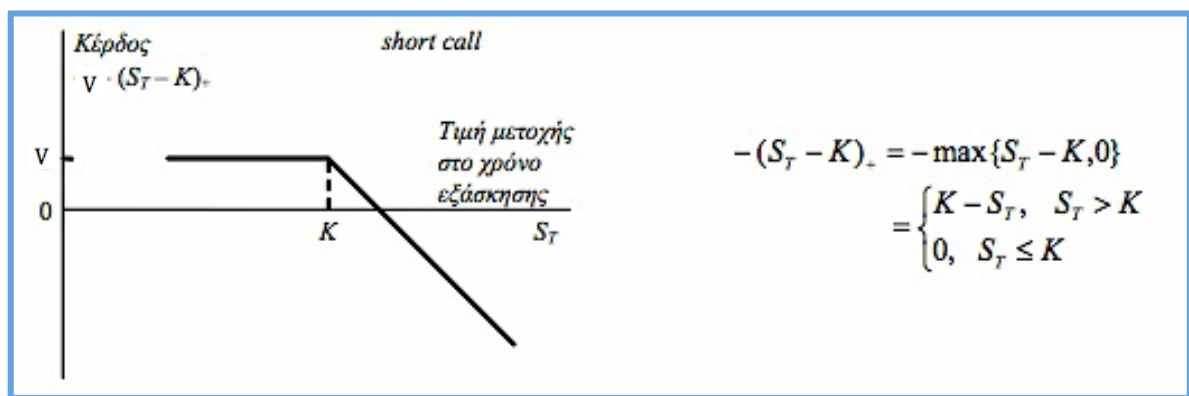 Κέρδος
V · (S_T – K)₊
short call
Τιμή μετοχής
στο χρόνο
εξάσκησης
V
0
K
S_T
–(S_T – K)₊ = –max{S_T – K,0}
= {K – S_T, S_T > K
0, S_T ≤ K